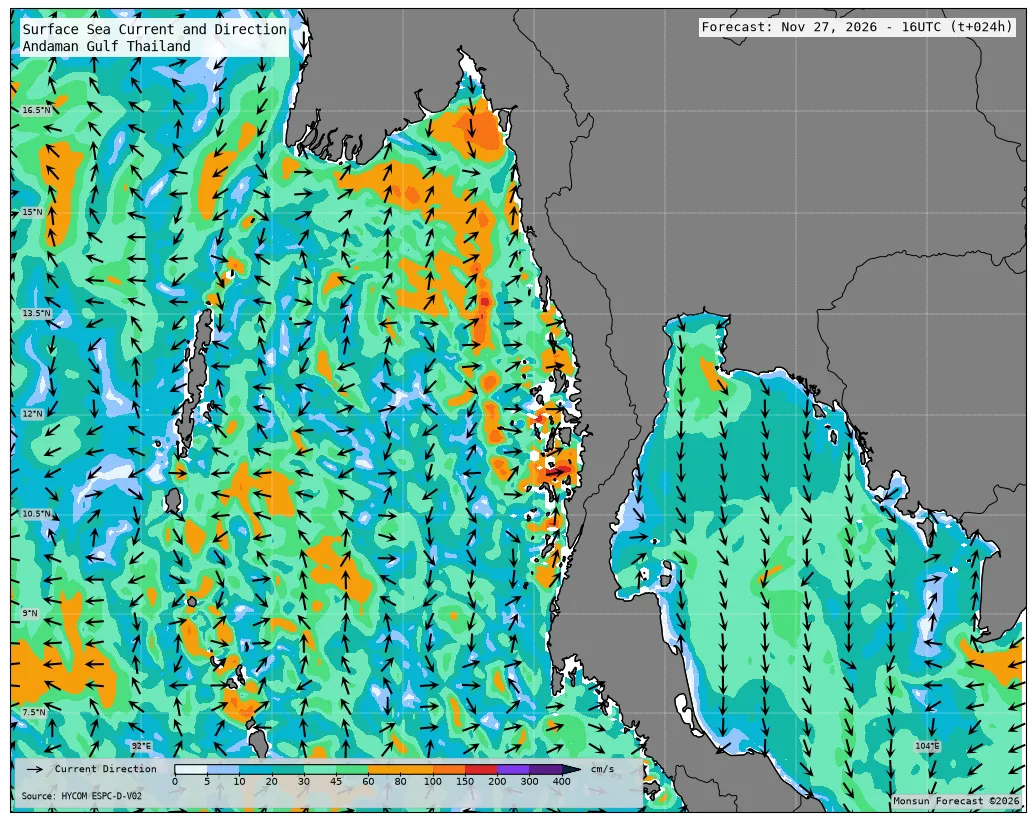 Surface Sea Current and Direction
Andaman Gulf Thailand
Forecast: Nov 27, 2026 - 16UTC (t+024h)
16.5°N
15°N
13.5°N
12°N
10.5°N
9°N
7.5°N
92°E
104°E
Current Direction
0 5 10 20 30 45 60 80 100 150 200 300 400 cm/s
Source: HYCOM ESPC-D-V02
Monsun Forecast ©2026